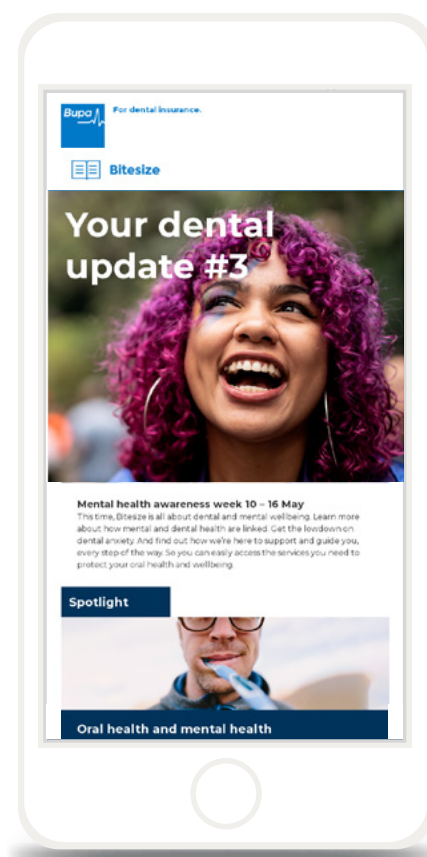 Bupa
For dental insurance.
Bitesize
Your dental
update #3
Mental health awareness week 10 – 16 May
This time, Bitesze is all about dental and mental wellbeing. Learn more
about how mental and dental health are linked. Get the lowdown on
dental anxiety. And find out how we're here to support and guide you,
every step of the way. So you can easily access the services you need to
protect your oral health and wellbeing.
Spotlight
Oral health and mental health